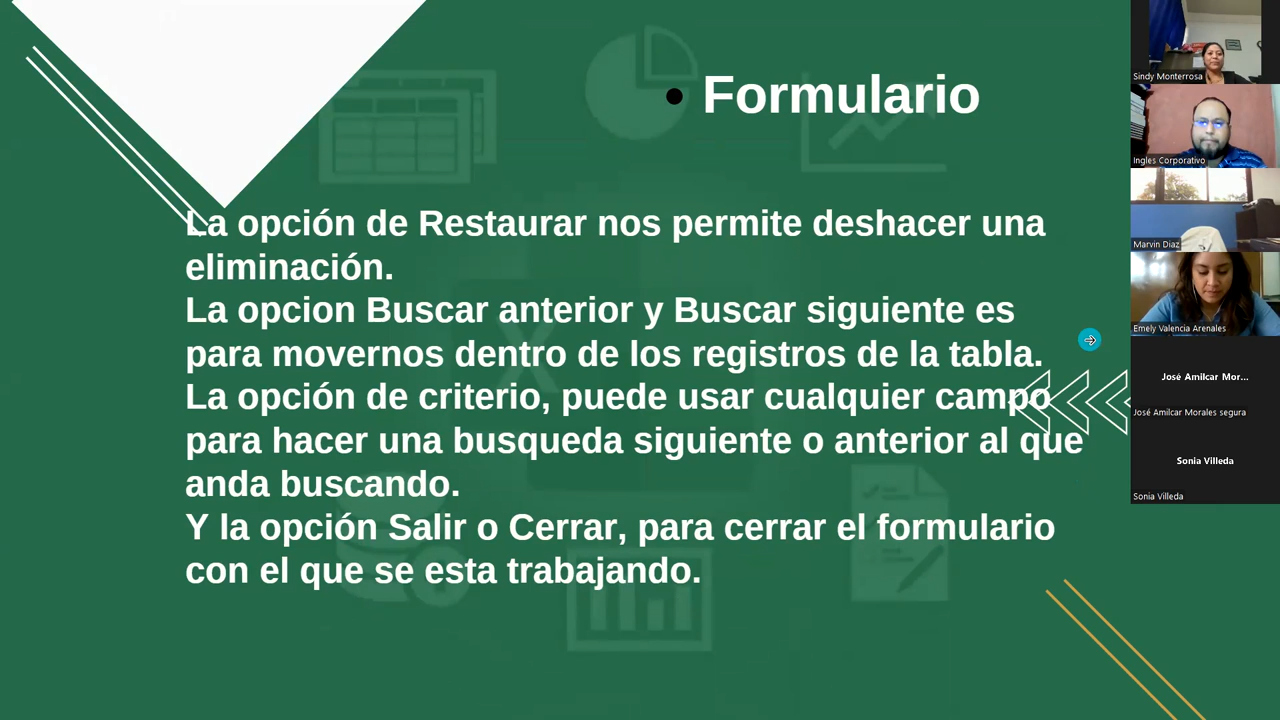 Formulario
La opción de Restaurar nos permite deshacer una
eliminación.
La opcion Buscar anterior y Buscar siguiente es
para movernos dentro de los registros de la tabla.
La opción de criterio, puede usar cualquier campo
para hacer una busqueda siguiente o anterior al que
anda buscando.
Y la opción Salir o Cerrar, para cerrar el formulario
con el que se esta trabajando.
Sindy Monterrosa
Ingles Corporativo
Marvin Diaz
Emely Valencia Arenales
José Amilcar Mor...
José Amilcar Morales segura
Sonia Villeda
Sonia Villeda